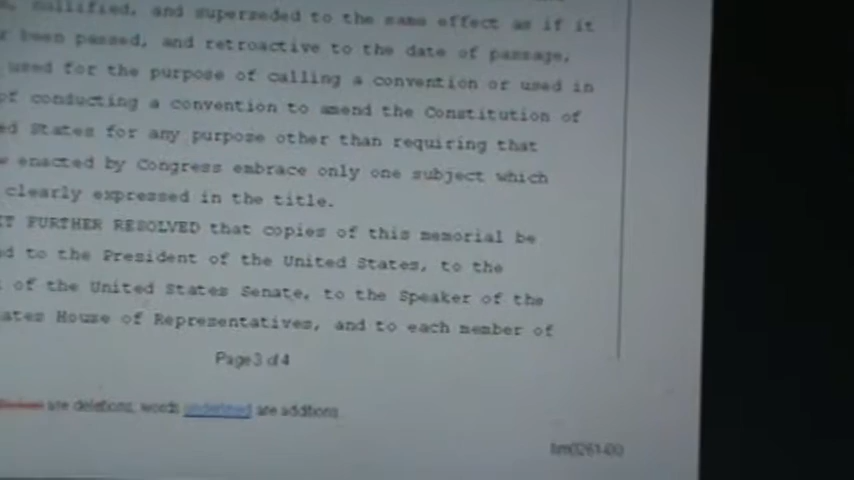 nullified, and superseded to the same effect as if it
been passed, and retroactive to the date of passage,
used for the purpose of calling a convention or used in
of conducting a convention to amend the Constitution of
States for any purpose other than requiring that
enacted by Congress embrace only one subject which
clearly expressed in the title.
FURTHER RESOLVED that copies of this memorial be
to the President of the United States, to the
of the United States Senate, to the Speaker of the
House of Representatives, and to each member of
Page 3 of 4
are deletions; words underlined are additions.
hm0261-00